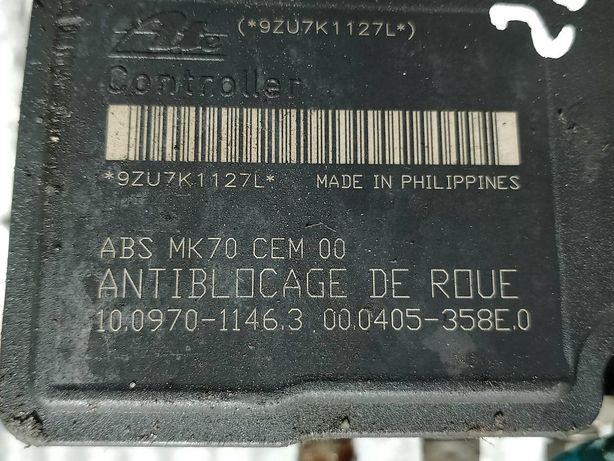 Ate (*9ZU7K1127L*)
Controller
*9ZU7K1127L* MADE IN PHILIPPINES
ABS MK70 CEM 00
ANTIBLOCAGE DE ROUE
10.0970-1146.3 00.0405-358E.0